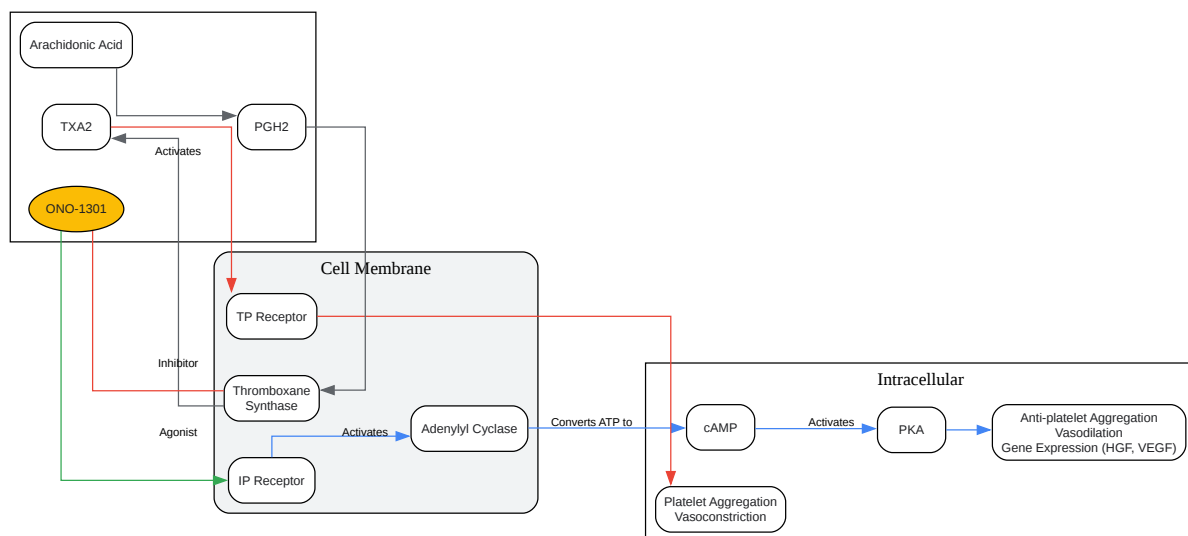 Arachidonic Acid
TXA2
PGH2
Activates
ONO-1301
Cell Membrane
TP Receptor
Inhibitor
Thromboxane
Synthase
Agonist
Activates
Adenylyl Cyclase
IP Receptor
Converts ATP to
Intracellular
cAMP
Activates
PKA
Anti-platelet Aggregation
Vasodilation
Gene Expression (HGF, VEGF)
Platelet Aggregation
Vasoconstriction